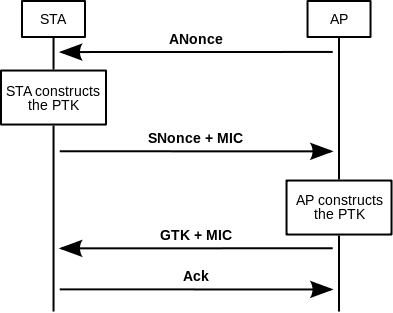 STA
AP
ANonce
STA constructs
the PTK
SNonce + MIC
AP constructs
the PTK
GTK + MIC
Ack